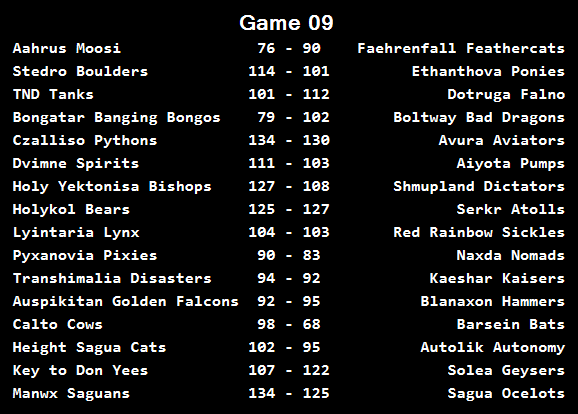 Game 09
Aahrus Moosi 76 - 90 Faehrenfall Feathercats
Stedro Boulders 114 - 101 Ethanthova Ponies
TND Tanks 101 - 112 Dotruga Falno
Bongatar Banging Bongos 79 - 102 Boltway Bad Dragons
Czalliso Pythons 134 - 130 Avura Aviators
Dvimne Spirits 111 - 103 Aiyota Pumps
Holy Yektonisa Bishops 127 - 108 Shmupland Dictators
Holykol Bears 125 - 127 Serkr Atolls
Lyintaria Lynx 104 - 103 Red Rainbow Sickles
Pyxanovia Pixies 90 - 83 Naxda Nomads
Transhimalia Disasters 94 - 92 Kaeshar Kaisers
Auspikitan Golden Falcons 92 - 95 Blanaxon Hammers
Calto Cows 98 - 68 Barsein Bats
Height Sagua Cats 102 - 95 Autolik Autonomy
Key to Don Yees 107 - 122 Solea Geysers
Manwx Saguans 134 - 125 Sagua Ocelots